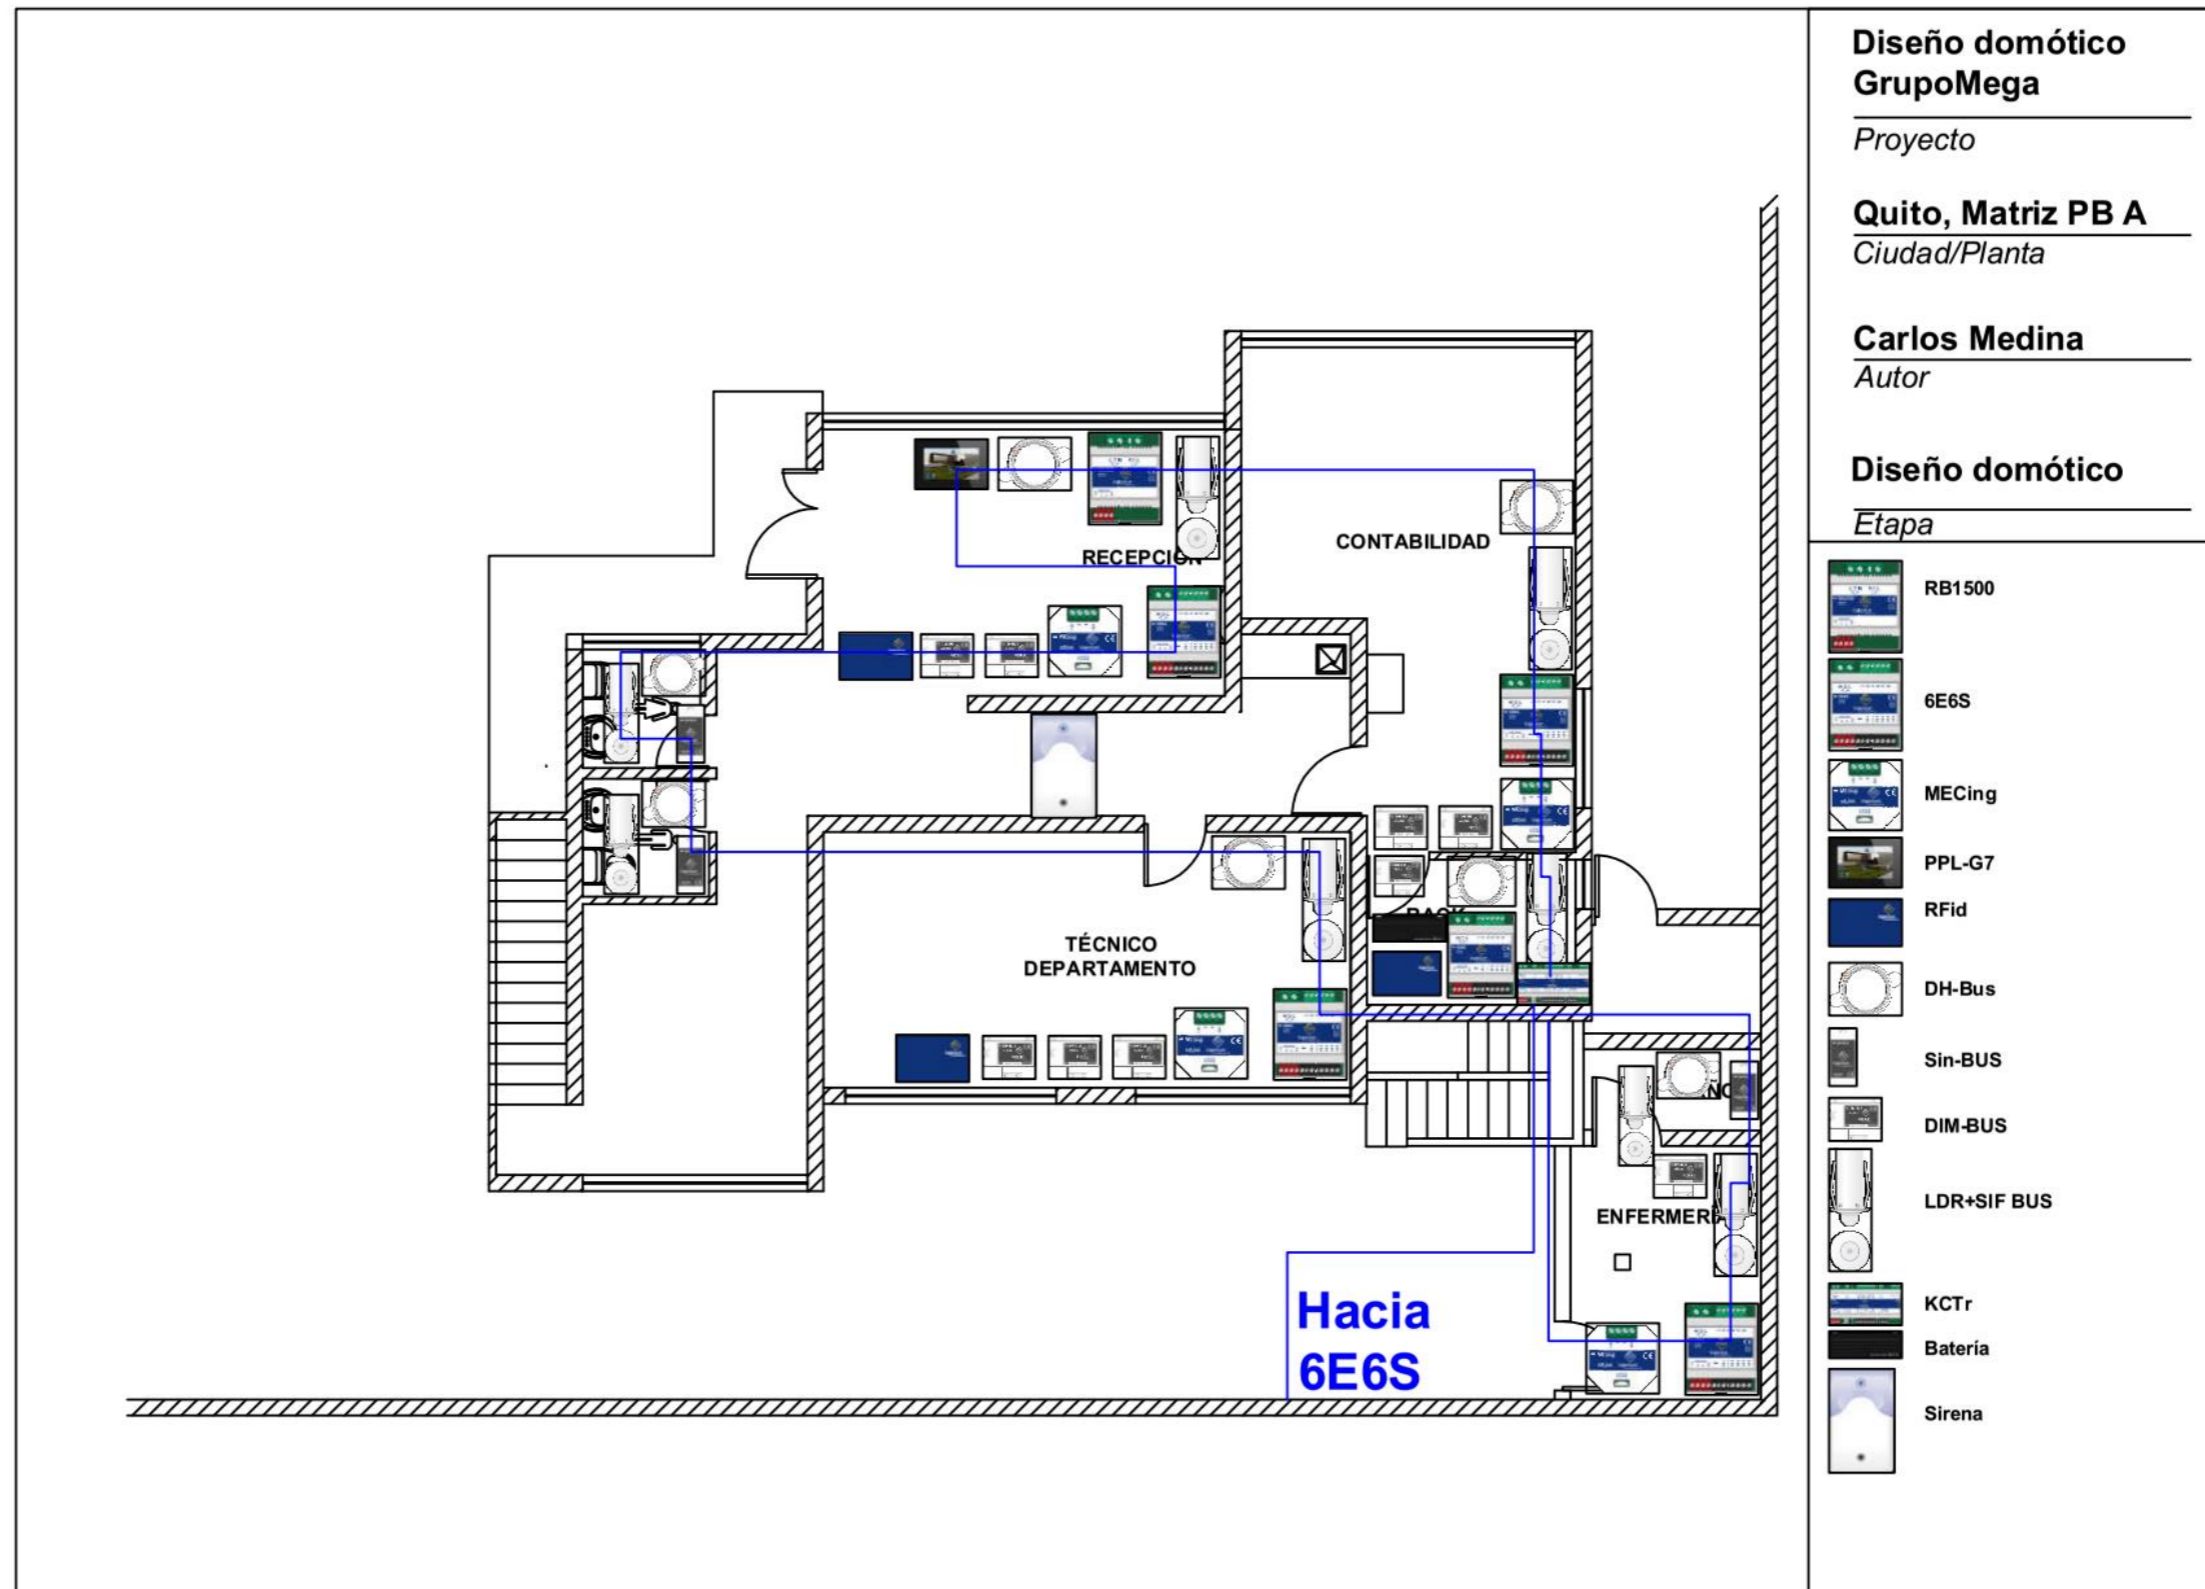 Diseño domótico
GrupoMega
Proyecto
Quito, Matriz PB A
Ciudad/Planta
Carlos Medina
Autor
Diseño domótico
Etapa
RB1500
6E6S
MECing
PPL-G7
RFid
DH-Bus
Sin-BUS
DIM-BUS
LDR+SIF BUS
KCTr
Batería
Sirena
RECEPCIÓN
CONTABILIDAD
RACK
TÉCNICO
DEPARTAMENTO
ENFERMERÍA
Hacia
6E6S